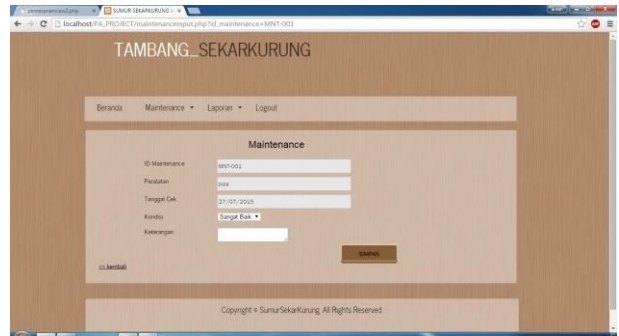 SUMUR SEKARKURUNG
localhost/PA_PROJECT/maintenanceinput.php?id_maintenance=MNT-001
TAMBANG_SEKARKURUNG
Beranda Maintenance Laporan Logout
Maintenance
ID Maintenance MNT-001
Peralatan
Tanggal Cek 27/07/2015
Kondisi Sangat Baik
Keterangan
SIMPAN
<< kembali
Copyright © SumurSekarKurung. All Rights Reserved